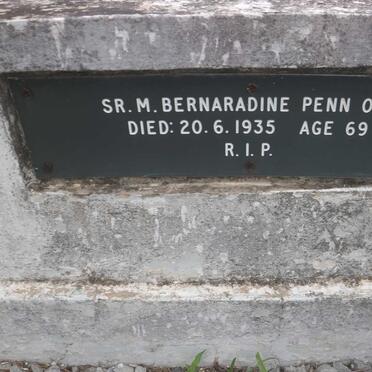 SR. M. BERNARADINE PENN O
DIED: 20. 6. 1935 AGE 69
R. I. P.